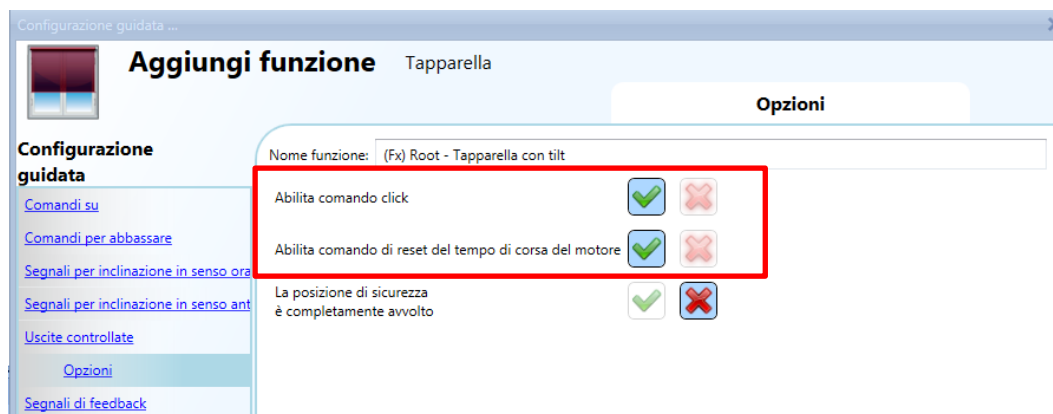 Configurazione guidata ...
Aggiungi funzione Tapparella
Opzioni
Configurazione
guidata
Nome funzione: (Fx) Root - Tapparella con tilt
Comandi su
Abilita comando click
Comandi per abbassare
Abilita comando di reset del tempo di corsa del motore
Segnali per inclinazione in senso ora
La posizione di sicurezza
è completamente avvolto
Segnali per inclinazione in senso ant
Uscite controllate
Opzioni
Segnali di feedback